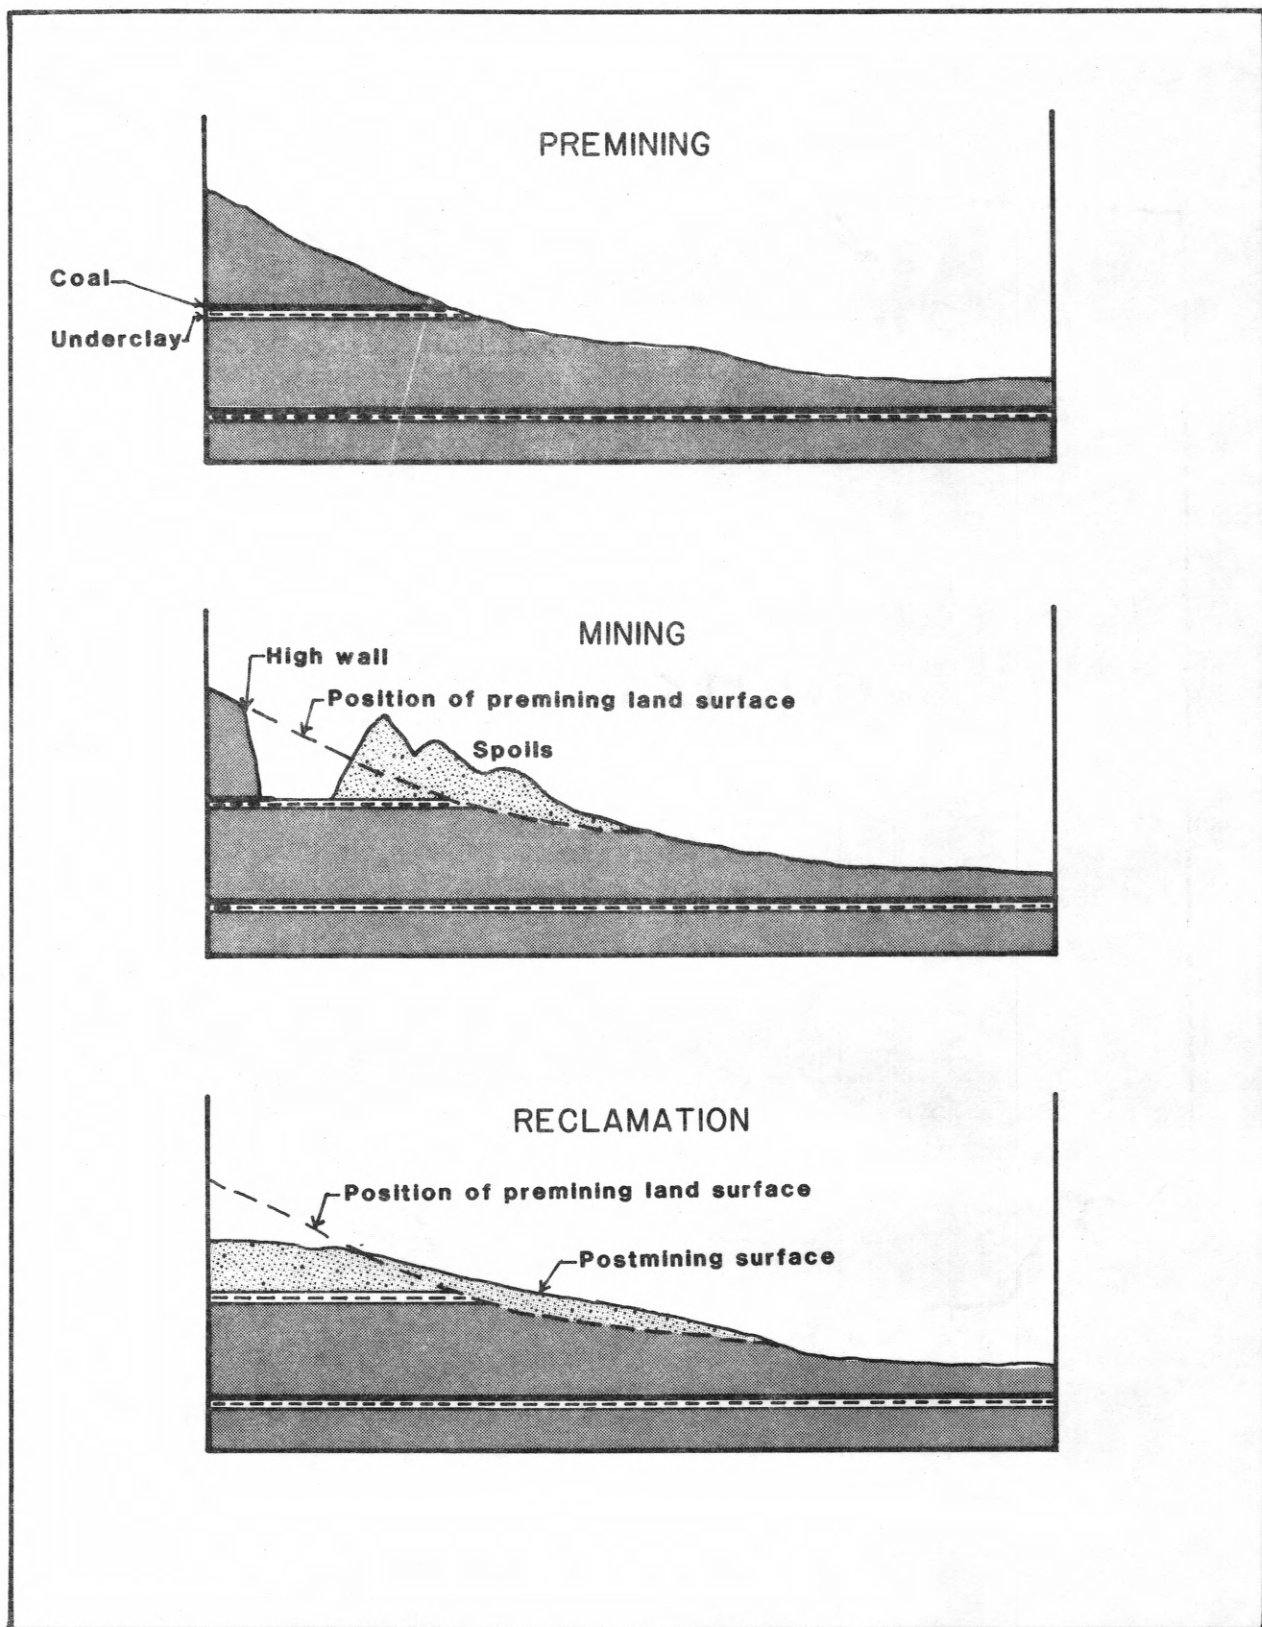 PREMINING
Coal
Underclay
MINING
High wall
Position of premining land surface
Spoils
RECLAMATION
Position of premining land surface
Postmining surface